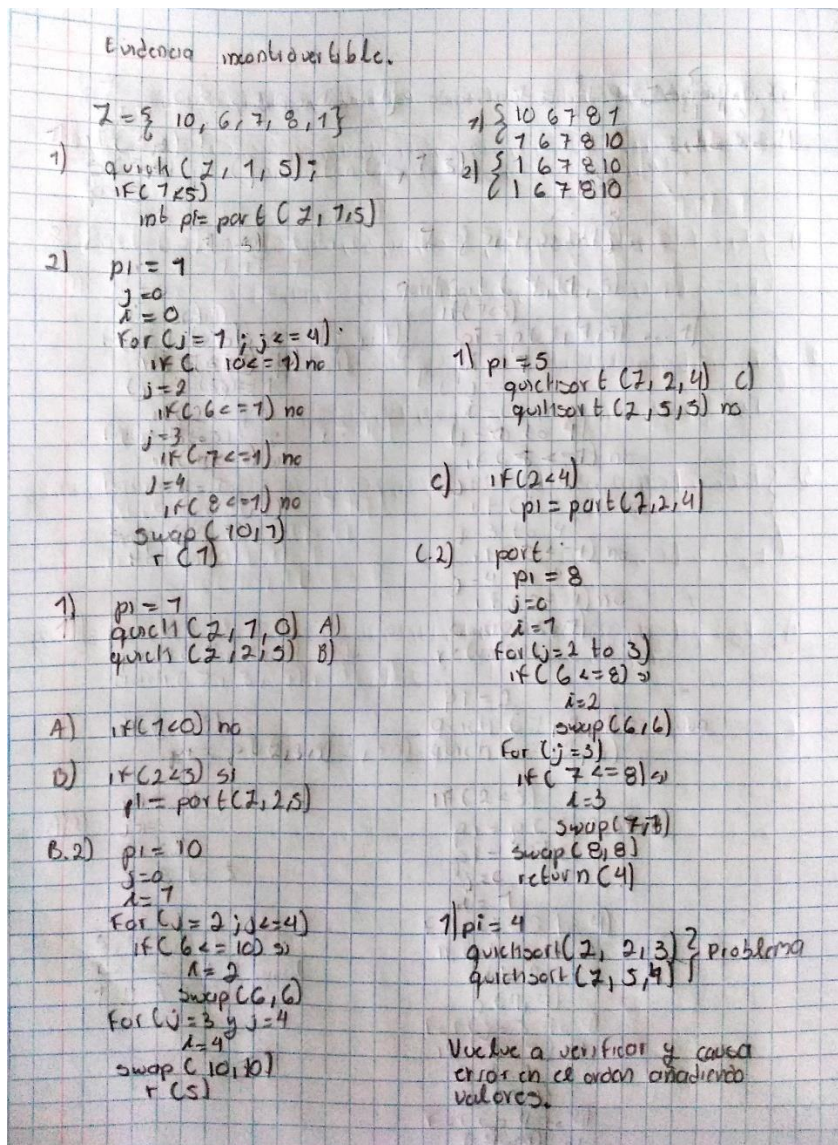 Evidencia incontrovertible.
Z = { 10, 6, 7, 8, 1}
1) quick (Z, 1, 5);
if(1<5)
int pi= part (Z, 1,5)
2) pi = 1
j=0
i=0
for (j= 1 ; j<=4)
if( 10<=1) no
j=2
if( 6<=1) no
j=3
if( 7<=1) no
j=4
if( 8<=1) no
swap( 10,1)
r (1)
1) pi = 1
quick (Z, 1, 0) A)
quick (Z, 2, 5) B)
A) if(1<0) no
B) if(2<5) si
pi = part(Z, 2,5)
B.2) pi= 10
j=0
i=1
for (j= 2 ; j<=4)
if( 6<= 10) si
i= 2
swap (6,6)
for (j=3 y j=4
i=4
swap ( 10,10)
r (5)
1) { 10 6 7 8 1
{ 1 6 7 8 10
2) { 1 6 7 8 10
{ 1 6 7 8 10
1) pi =5
quicksort (Z, 2, 4) C)
quiksort (Z, 5, 5) no
C) if(2<4)
pi= part(Z,2,4)
C.2) part
pi = 8
j=0
i=1
for (j=2 to 3)
if( 6 <=8) si
i=2
swap (6,6)
for (j=3)
if( 7 <=8) si
i=3
swap(7,7)
swap (8,8)
return (4)
1) pi= 4
quicksort(Z, 2,3) } problema
quicksort (Z, 5,4)
Vuelve a verificar y causa
error en el orden añadiendo
valores.